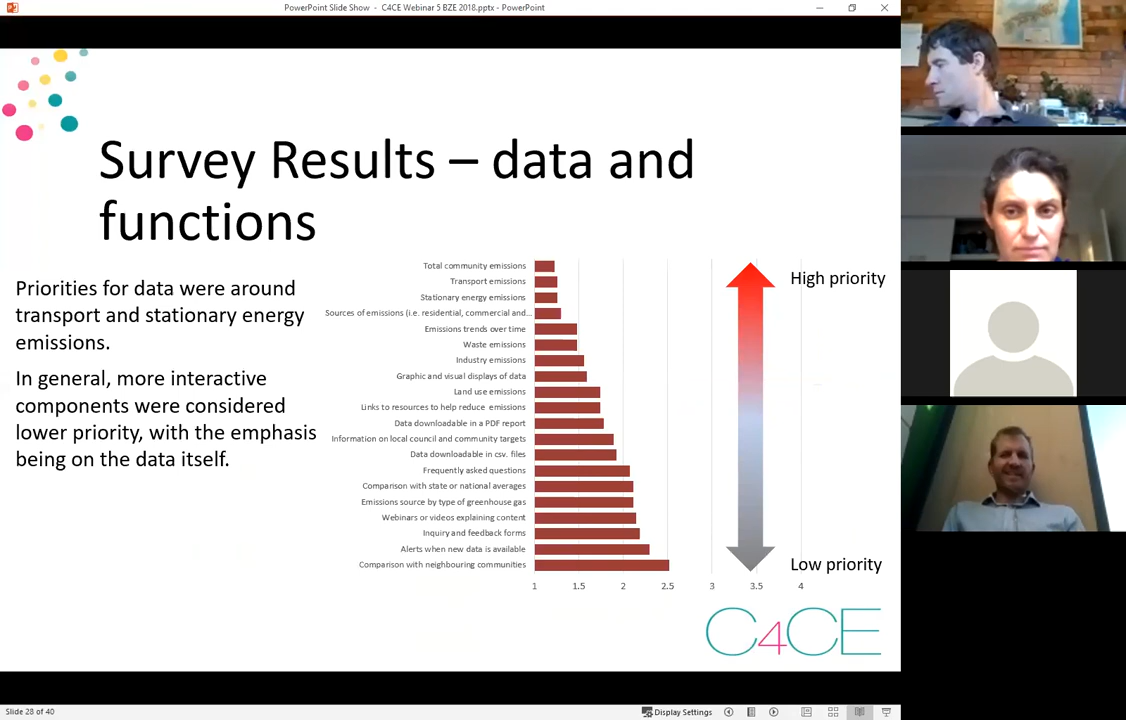 PowerPoint Slide Show - C4CE Webinar 5 BZE 2018.pptx - PowerPoint
Survey Results – data and
functions
Priorities for data were around
transport and stationary energy
emissions.
In general, more interactive
components were considered
lower priority, with the emphasis
being on the data itself.
Total community emissions
Transport emissions
Stationary energy emissions
Sources of emissions (i.e. residential, commercial and...
Emissions trends over time
Waste emissions
Industry emissions
Graphic and visual displays of data
Land use emissions
Links to resources to help reduce emissions
Data downloadable in a PDF report
Information on local council and community targets
Data downloadable in csv. files
Frequently asked questions
Comparison with state or national averages
Emissions source by type of greenhouse gas
Webinars or videos explaining content
Inquiry and feedback forms
Alerts when new data is available
Comparison with neighbouring communities
1 1.5 2 2.5 3 3.5 4
High priority
Low priority
C4CE
Slide 28 of 40
Display Settings